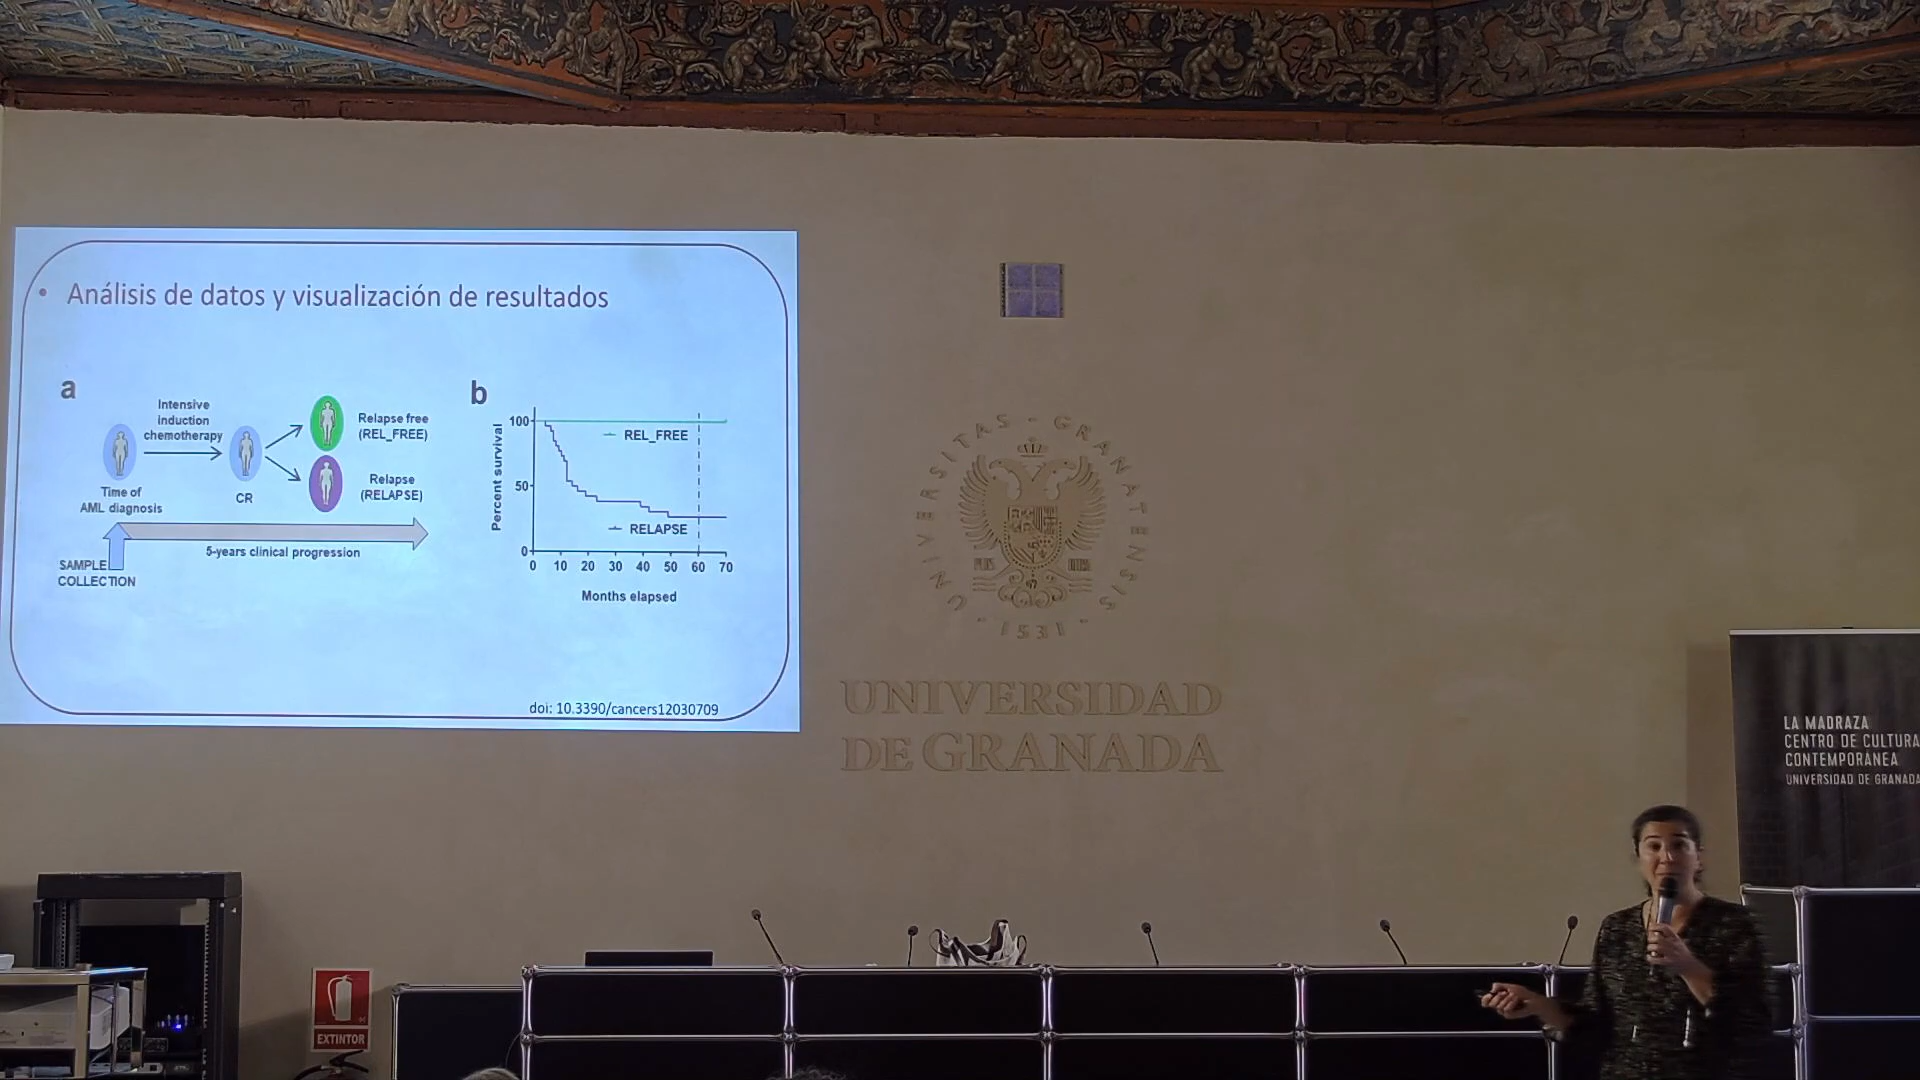 • Análisis de datos y visualización de resultados
a
Intensive
induction
chemotherapy
Time of
AML diagnosis
CR
Relapse free
(REL_FREE)
Relapse
(RELAPSE)
5-years clinical progression
SAMPLE
COLLECTION
b
Percent survival
100
50
0
REL_FREE
RELAPSE
0 10 20 30 40 50 60 70
Months elapsed
doi: 10.3390/cancers12030709
UNIVERSITAS · GRANATENSIS
· 1531 ·
UNIVERSIDAD
DE GRANADA
LA MADRAZA
CENTRO DE CULTURA
CONTEMPORÁNEA
UNIVERSIDAD DE GRANADA
EXTINTOR